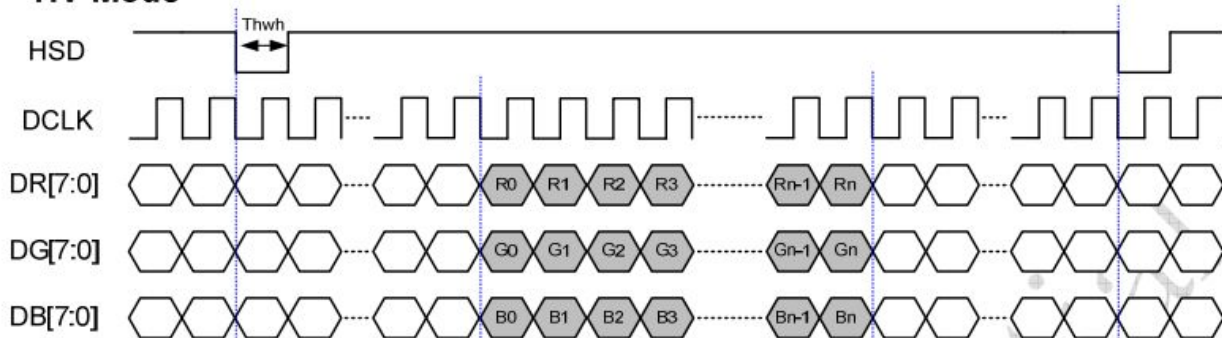 Thwh
HSD
DCLK
DR[7:0] R0 R1 R2 R3 Rn-1 Rn
DG[7:0] G0 G1 G2 G3 Gn-1 Gn
DB[7:0] B0 B1 B2 B3 Bn-1 Bn